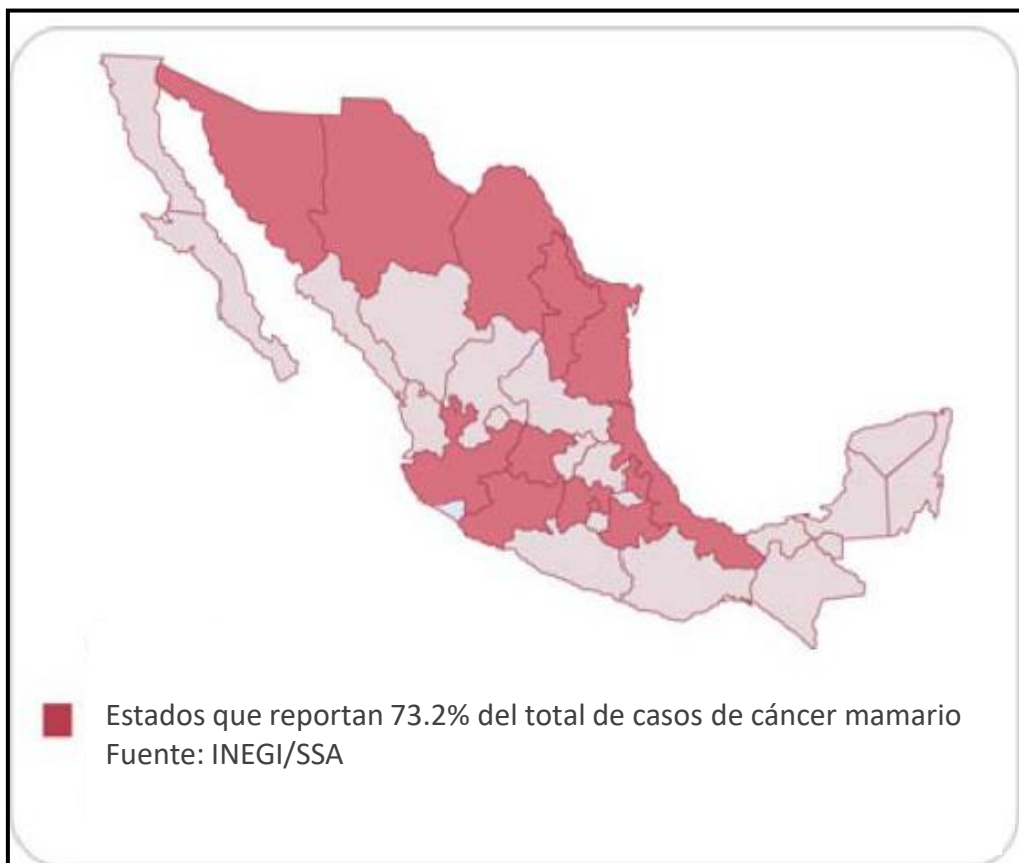 Estados que reportan 73.2% del total de casos de cáncer mamario
Fuente: INEGI/SSA